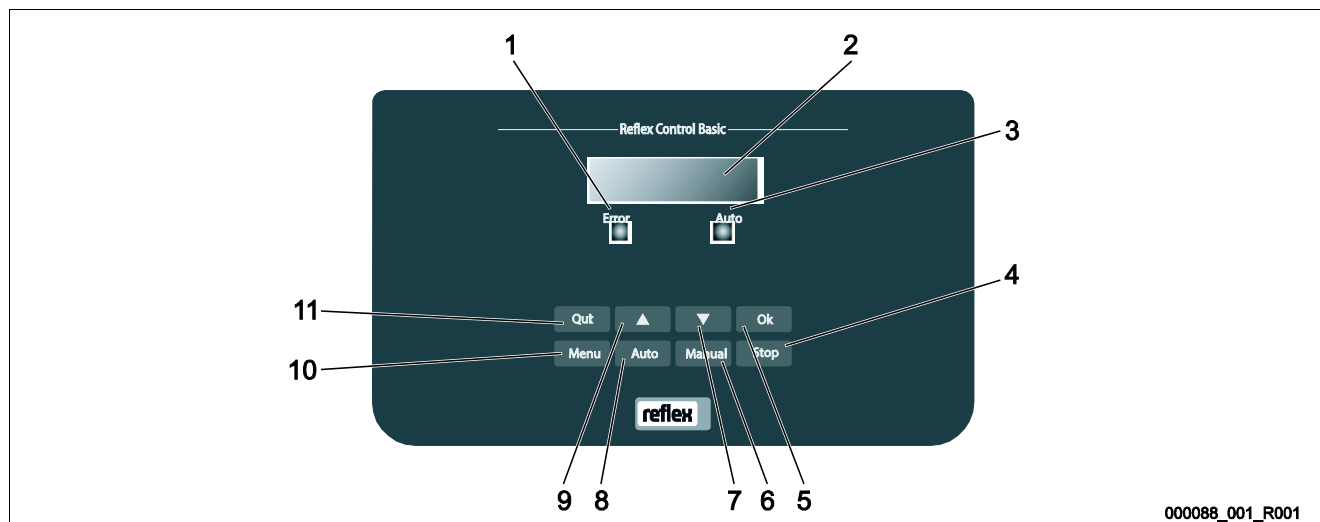 1
2
Reflex Control Basic
3
Error
Auto
4
11
Qut
▲
▼
Ok
10
Menu
Auto
Manual
Stop
reflex
9
8
7
6
5
000088_001_R001